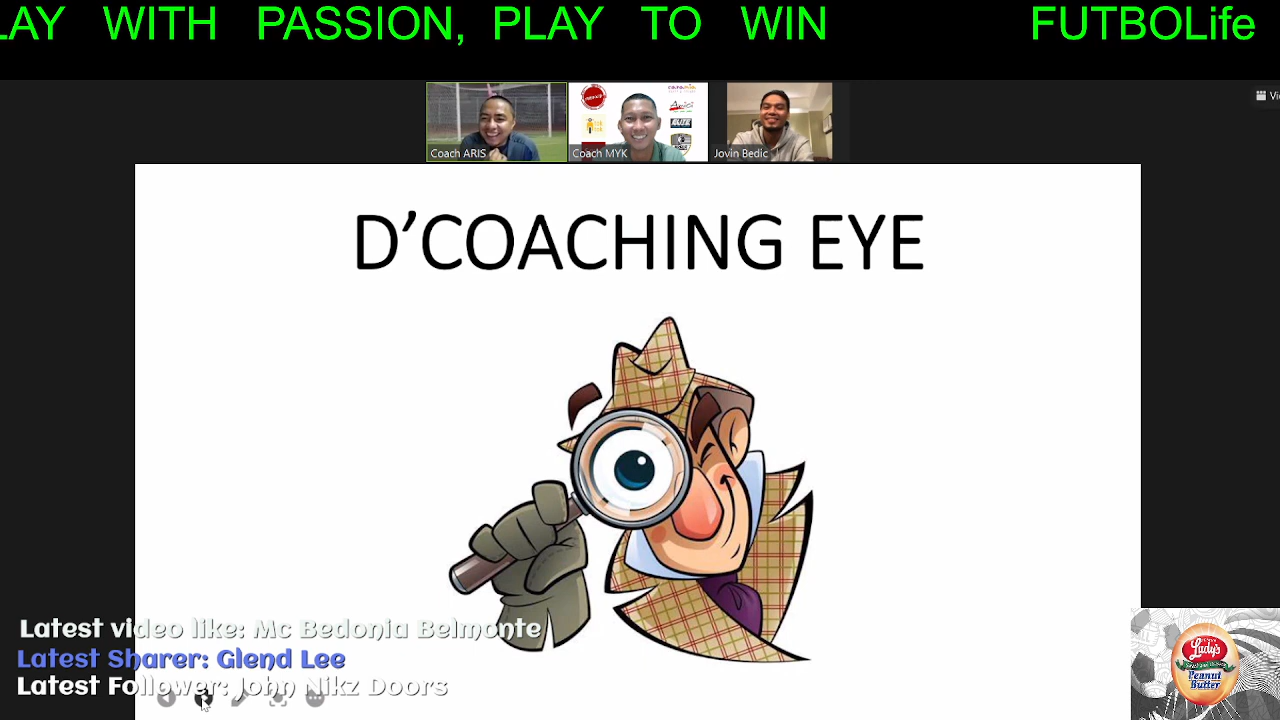 LAY WITH PASSION, PLAY TO WIN FUTBOLife
Coach ARIS
Coach MYK
Jovin Bedic
D'COACHING EYE
Latest video like: Mc Bedonia Belmonte
Latest Sharer: Glend Lee
Latest Follower: John Nikz Doors
Lady's
Peanut
Butter